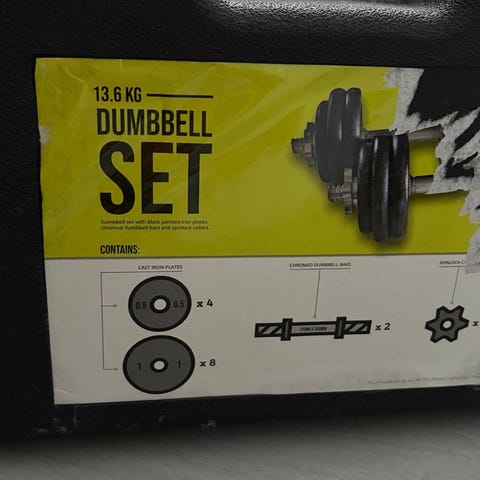 13.6 KG
DUMBBELL
SET
Dumbbell set with black painted iron plates,
chromed dumbbell bars and spinlock collars.
CONTAINS:
CAST IRON PLATES
CHROMED DUMBBELL BARS
SPINLOCK
0.5 0.5 x 4
x 2
x
1 1 x 8